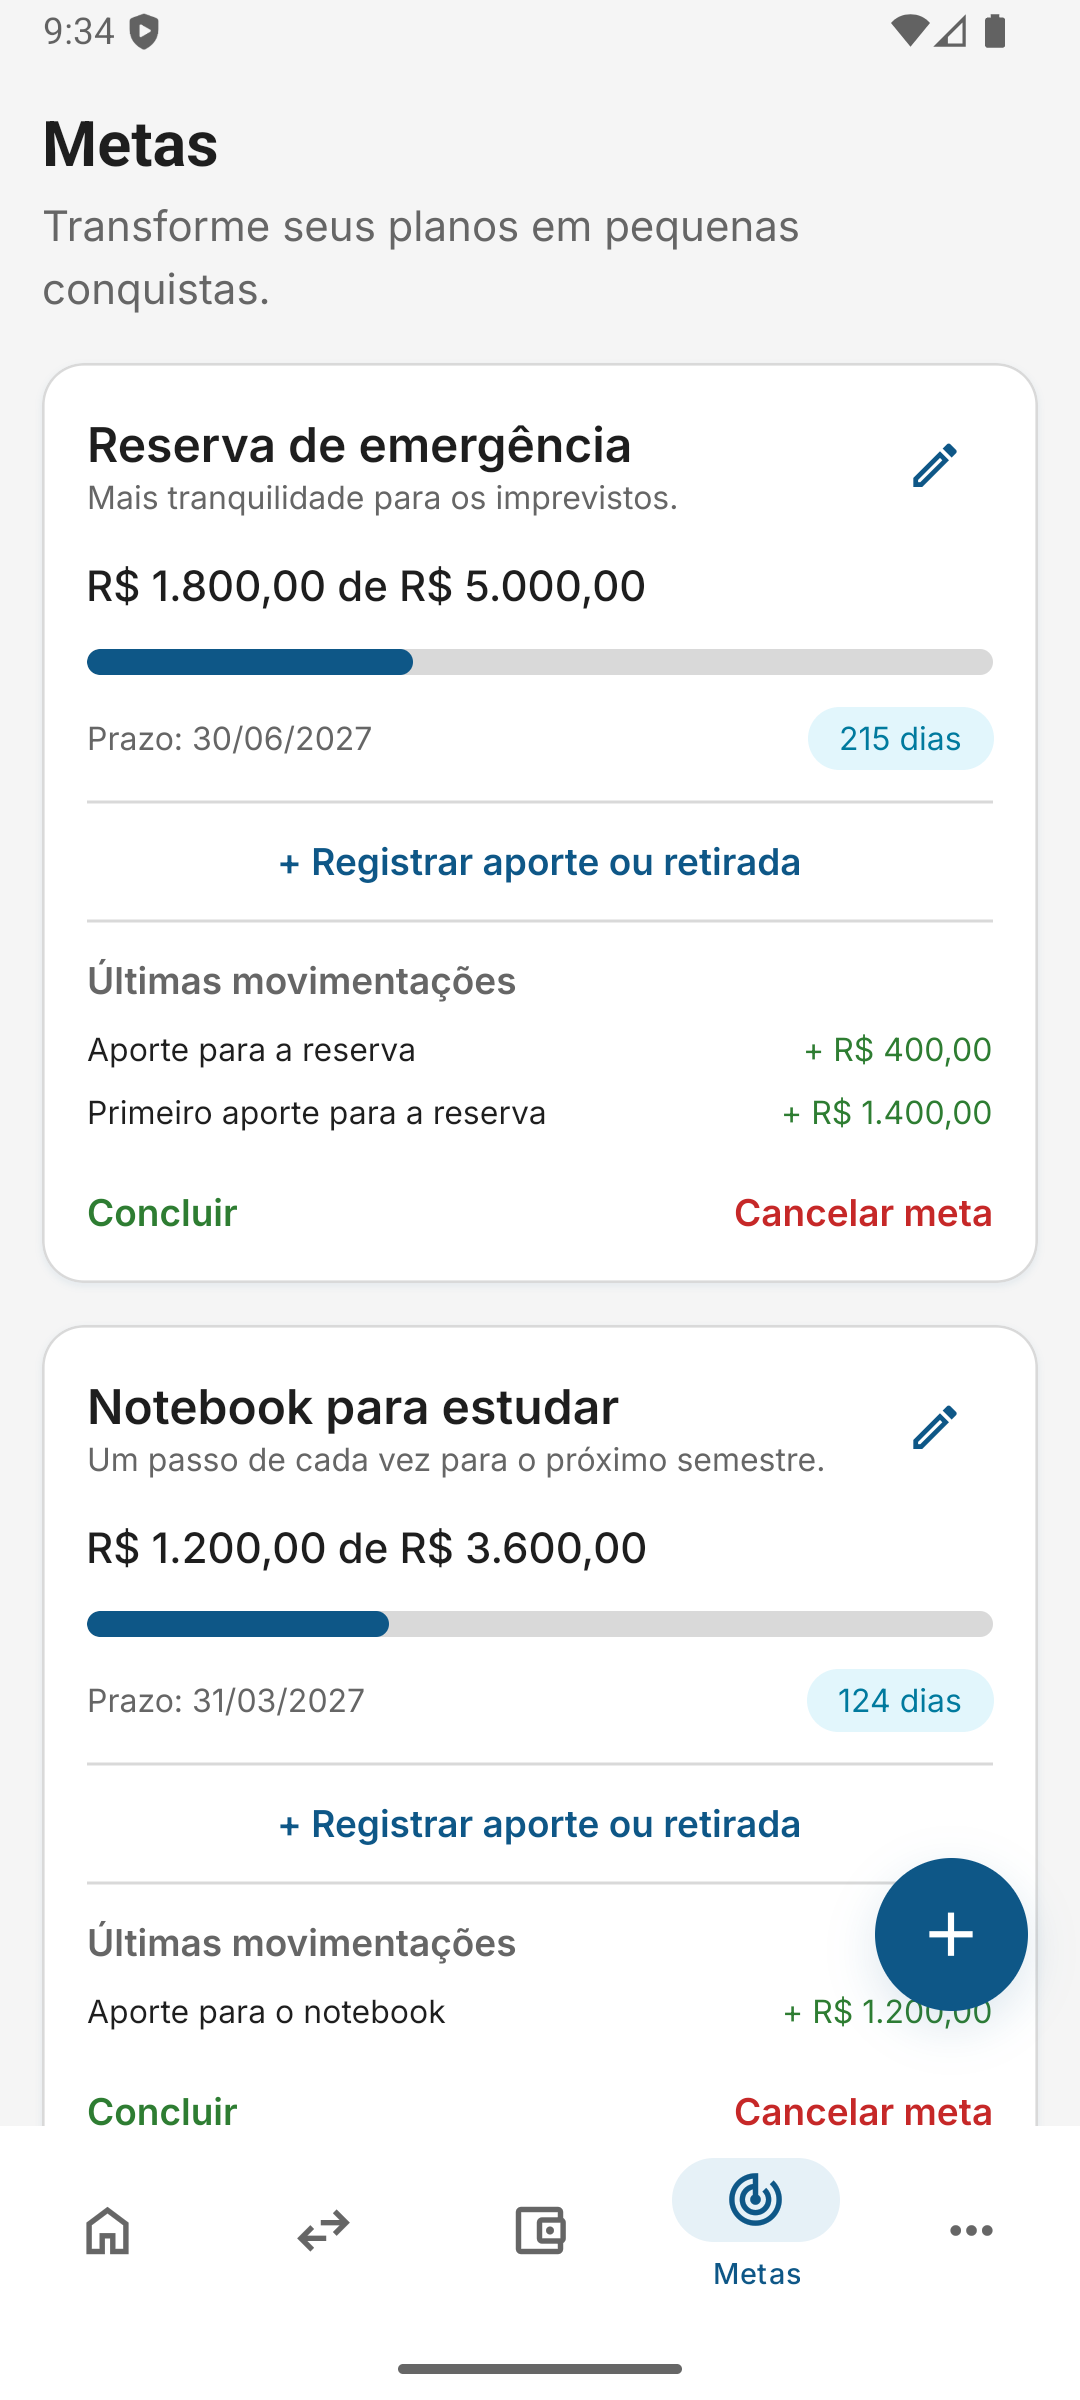 9:34
Metas
Transforme seus planos em pequenas
conquistas.
Reserva de emergência
Mais tranquilidade para os imprevistos.
R$ 1.800,00 de R$ 5.000,00
Prazo: 30/06/2027
215 dias
+ Registrar aporte ou retirada
Últimas movimentações
Aporte para a reserva
+ R$ 400,00
Primeiro aporte para a reserva
+ R$ 1.400,00
Concluir
Cancelar meta
Notebook para estudar
Um passo de cada vez para o próximo semestre.
R$ 1.200,00 de R$ 3.600,00
Prazo: 31/03/2027
124 dias
+ Registrar aporte ou retirada
Últimas movimentações
Aporte para o notebook
+ R$ 1.200,00
Concluir
Cancelar meta
Metas